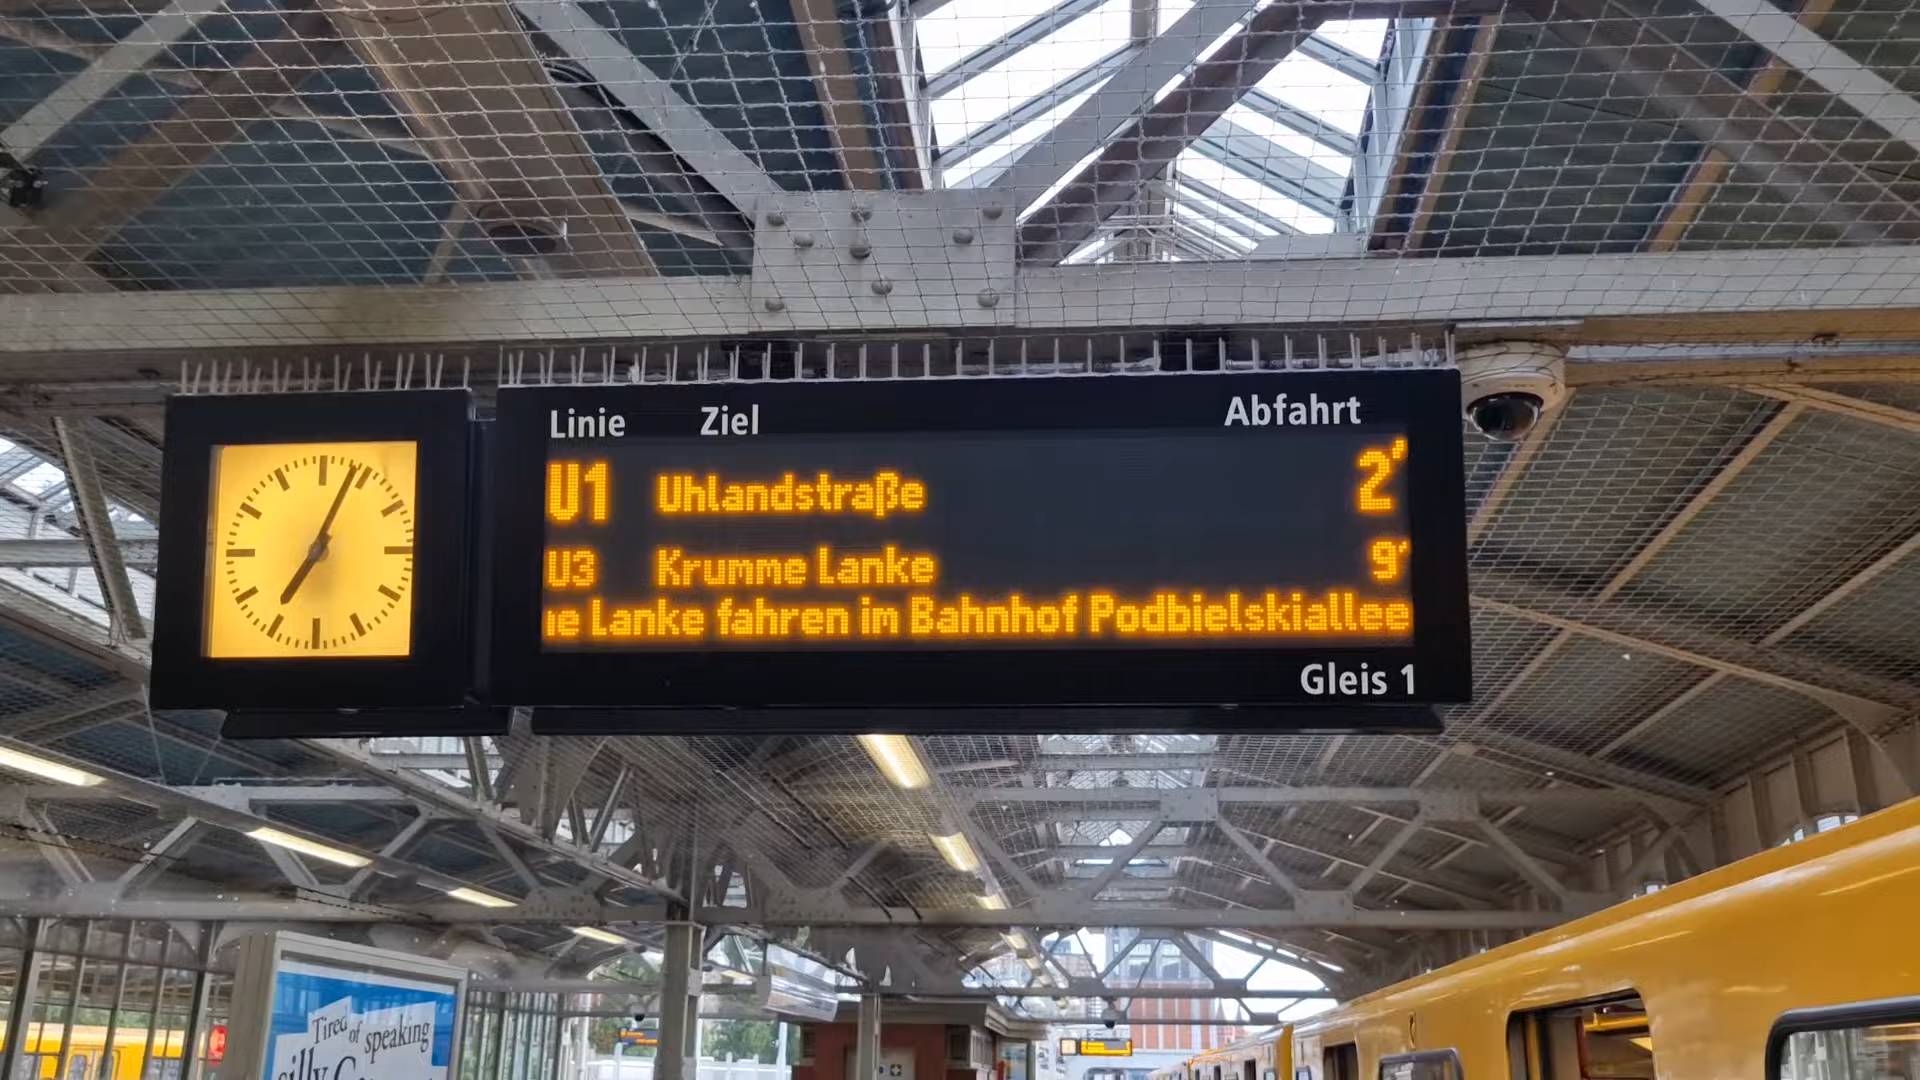 Linie Ziel Abfahrt
U1 Uhlandstraße 2'
U3 Krumme Lanke 9'
Lanke fahren im Bahnhof Podbielskiallee
Gleis 1
Tired of speaking
silly